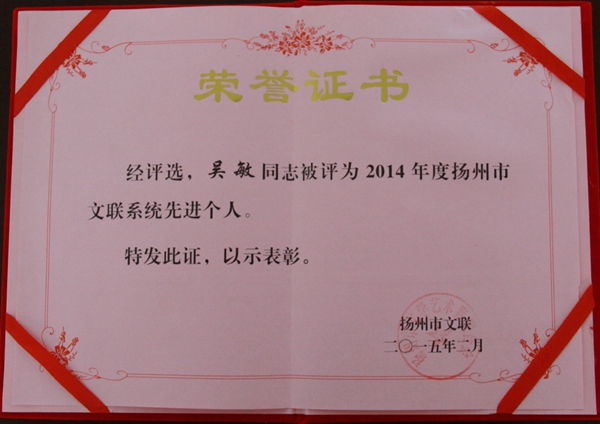 荣誉证书
经评选，吴敏同志被评为2014年度扬州市
文联系统先进个人。
特发此证，以示表彰。
扬州市文联
二〇一五年二月